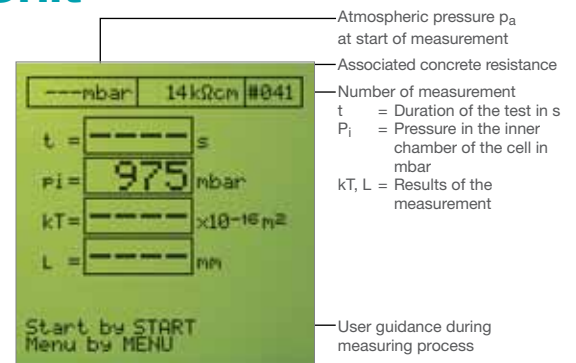 Atmospheric pressure pa
at start of measurement
Associated concrete resistance
Number of measurement
t = Duration of the test in s
Pi = Pressure in the inner
chamber of the cell in
mbar
kT, L = Results of the
measurement
---mbar 14kΩcm #041
t = ---- s
pi= 975 mbar
kT= ---- x10-16m2
L = ---- mm
Start by START
Menu by MENU
User guidance during
measuring process